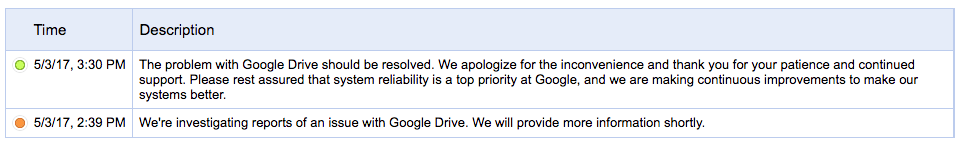 Time Description
5/3/17, 3:30 PM The problem with Google Drive should be resolved. We apologize for the inconvenience and thank you for your patience and continued
support. Please rest assured that system reliability is a top priority at Google, and we are making continuous improvements to make our
systems better.
5/3/17, 2:39 PM We're investigating reports of an issue with Google Drive. We will provide more information shortly.